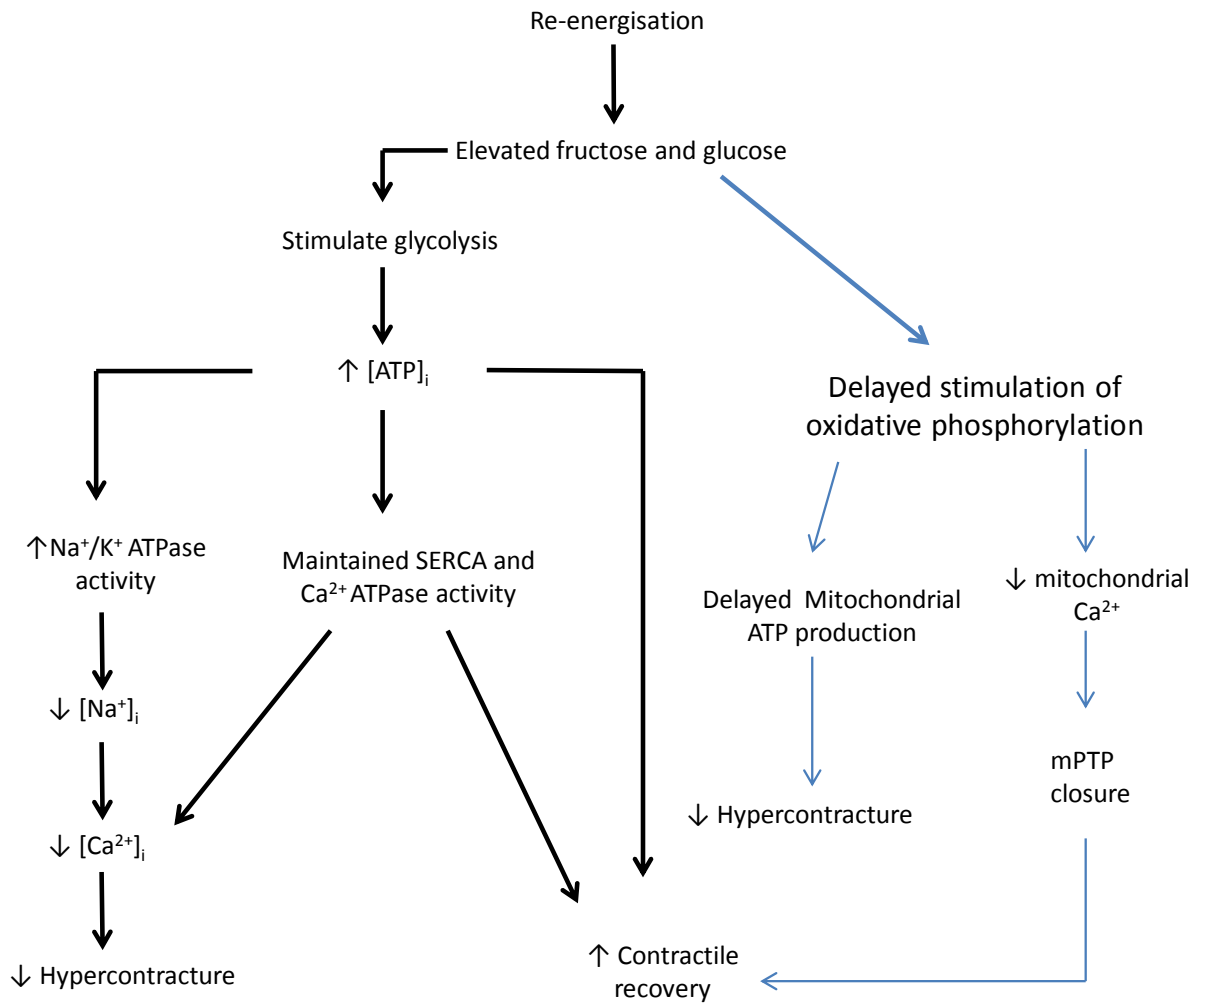 Re-energisation
Elevated fructose and glucose
Stimulate glycolysis
↑ [ATP]i
Delayed stimulation of
oxidative phosphorylation
↑Na⁺/K⁺ ATPase
activity
Maintained SERCA and
Ca²⁺ ATPase activity
Delayed Mitochondrial
ATP production
↓ mitochondrial
Ca²⁺
↓ [Na⁺]i
mPTP
closure
↓ Hypercontracture
↓ [Ca²⁺]i
↓ Hypercontracture
↑ Contractile
recovery